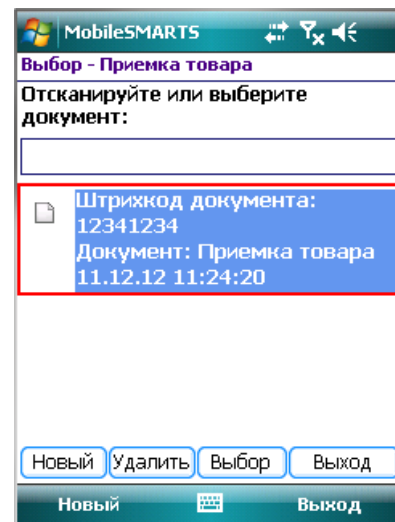 MobileSMARTS
Выбор - Приемка товара
Отсканируйте или выберите
документ:
Штрихкод документа:
12341234
Документ: Приемка товара
11.12.12 11:24:20
Новый Удалить Выбор Выход
Новый Выход